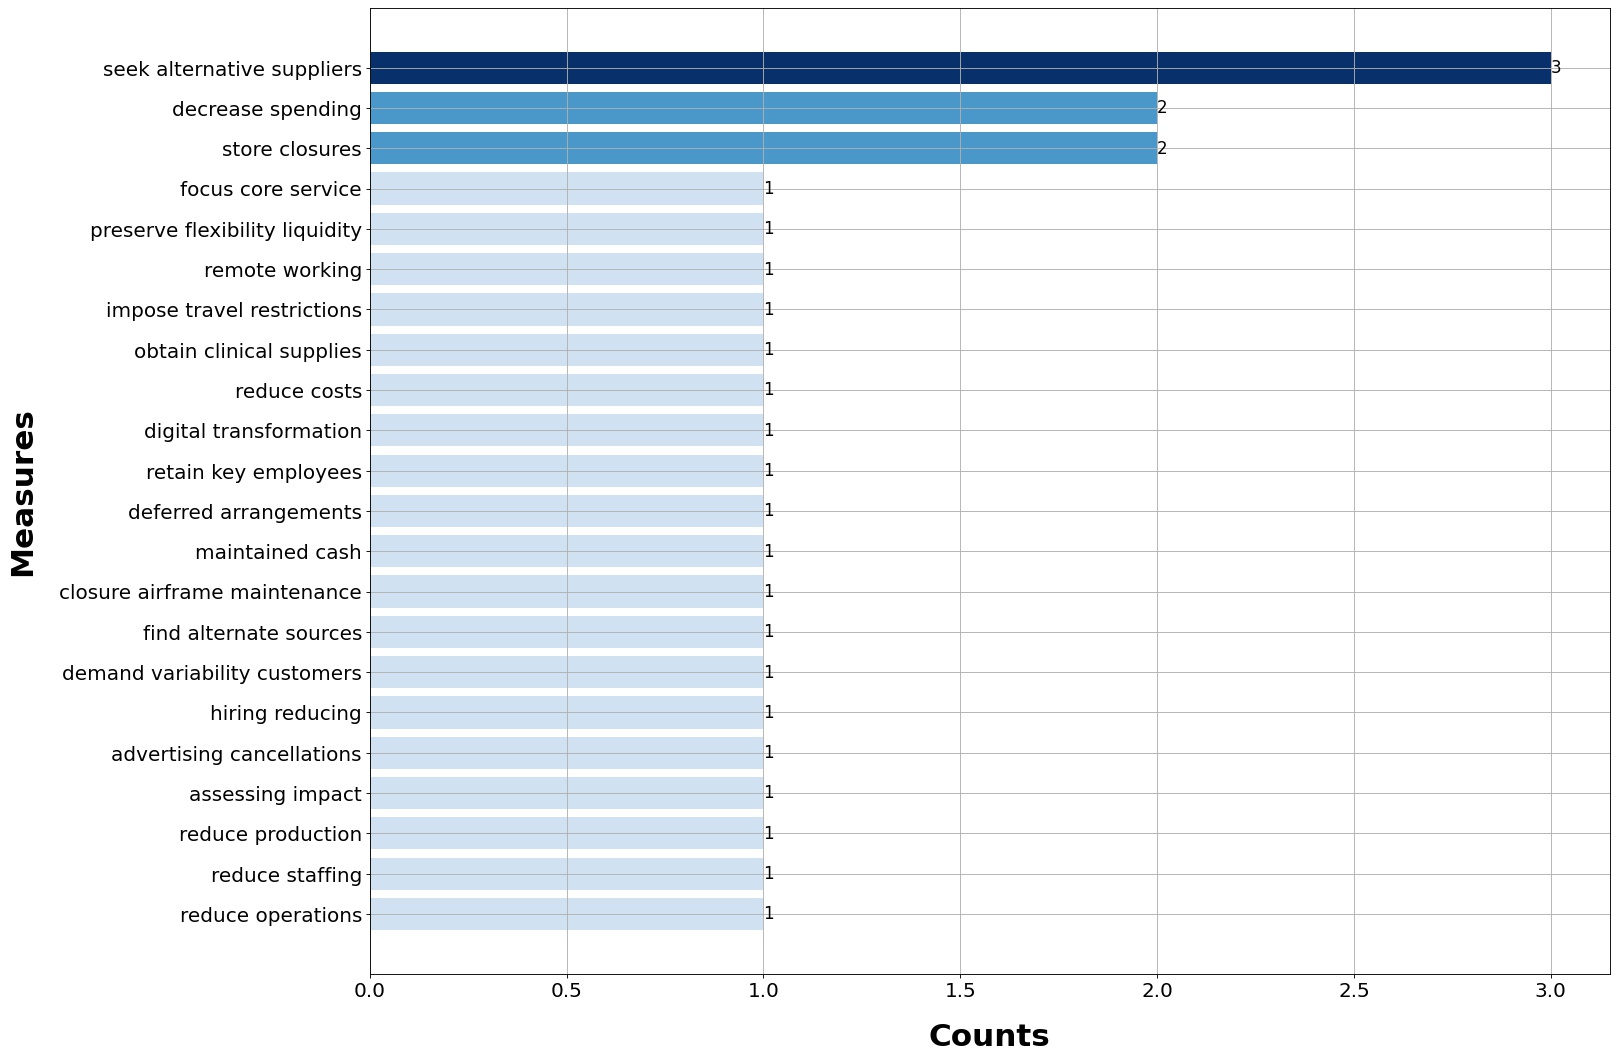 seek alternative suppliers 3
decrease spending 2
store closures 2
focus core service 1
preserve flexibility liquidity 1
remote working 1
impose travel restrictions 1
obtain clinical supplies 1
reduce costs 1
digital transformation 1
retain key employees 1
deferred arrangements 1
maintained cash 1
closure airframe maintenance 1
find alternate sources 1
demand variability customers 1
hiring reducing 1
advertising cancellations 1
assessing impact 1
reduce production 1
reduce staffing 1
reduce operations 1
Measures
0.0 0.5 1.0 1.5 2.0 2.5 3.0
Counts